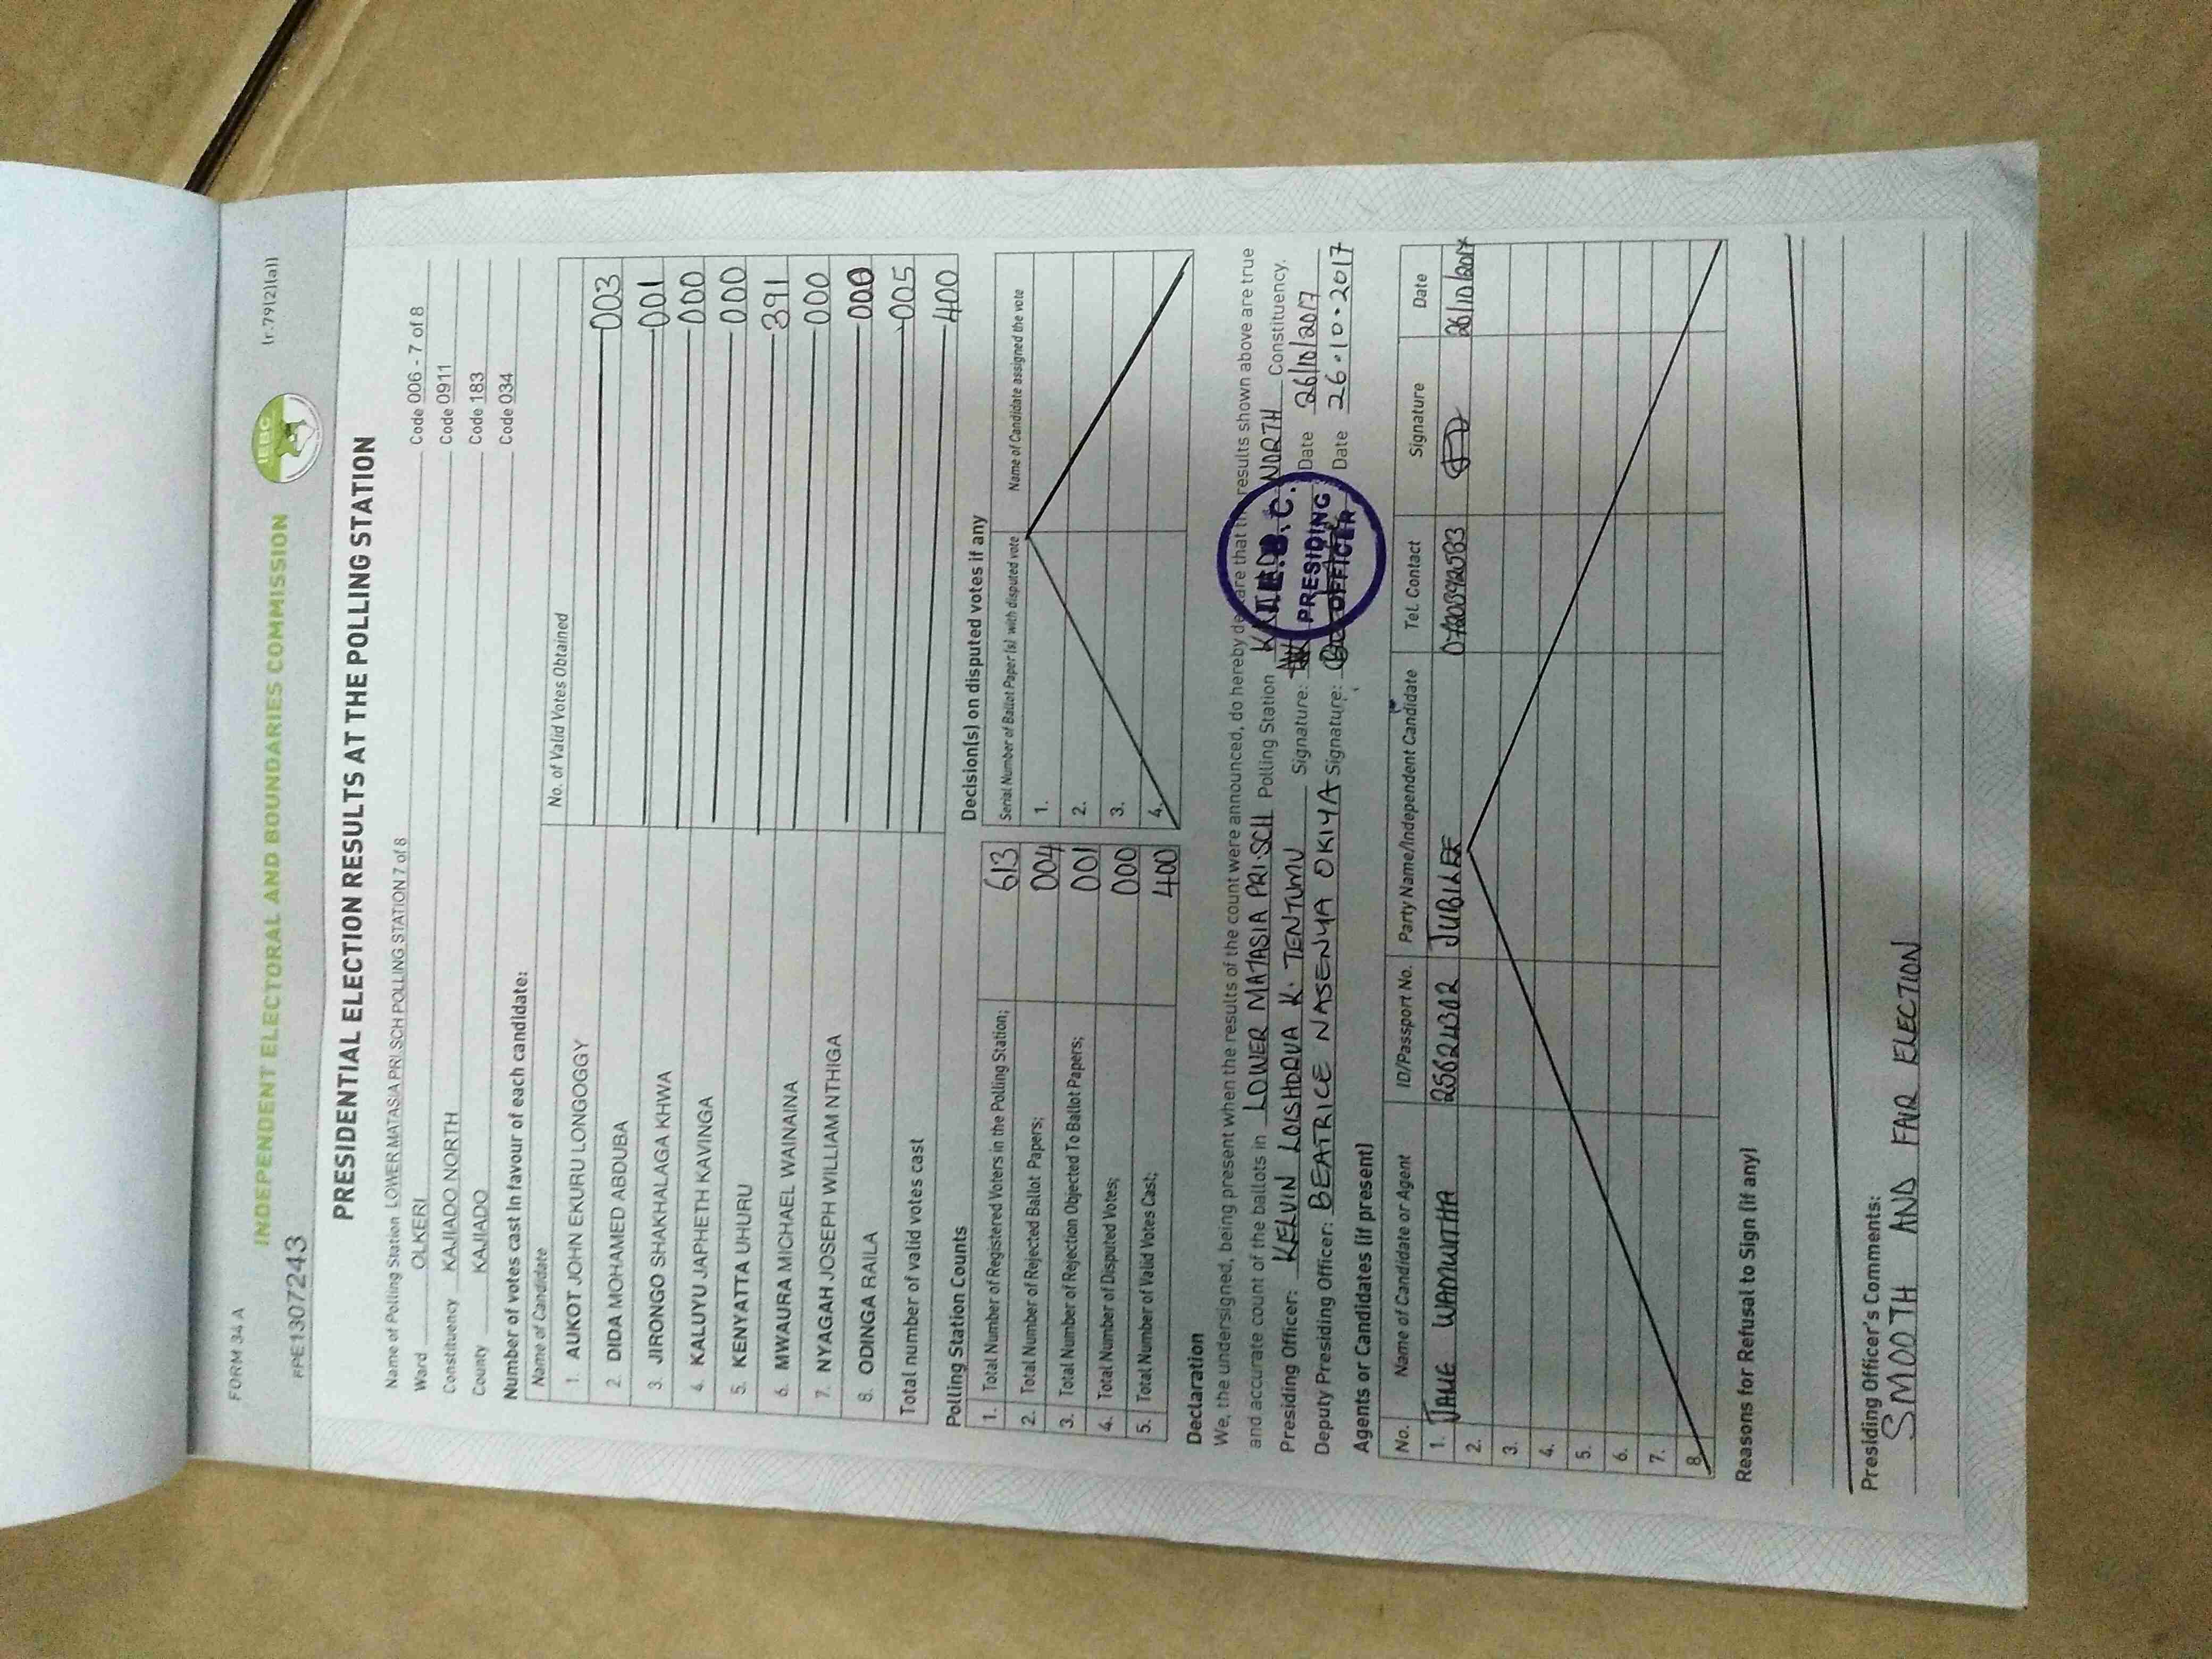 FORM 34 A
(r.79(2)(a))
PPE1307243
INDEPENDENT ELECTORAL AND BOUNDARIES COMMISSION
IEBC
PRESIDENTIAL ELECTION RESULTS AT THE POLLING STATION
Name of Polling Station LOWER MATASIA PRI.SCH POLLING STATION 7 of 8 Code 006 - 7 of 8
Ward OLKERI Code 0911
Constituency KAJIADO NORTH Code 183
County KAJIADO Code 034
Number of votes cast in favour of each candidate:
Name of Candidate No. of Valid Votes Obtained
1. AUKOT JOHN EKURU LONGOGGY 003
2 DIDA MOHAMED ABDUBA 001
3. JIRONGO SHAKHALAGA KHWA 000
4. KALUYU JAPHETH KAVINGA 000
5. KENYATTA UHURU 391
6. MWAURA MICHAEL WAINAINA 000
7. NYAGAH JOSEPH WILLIAM NTHIGA 000
8. ODINGA RAILA 005
Total number of valid votes cast 400
Polling Station Counts
1. Total Number of Registered Voters in the Polling Station; 613
2. Total Number of Rejected Ballot Papers; 004
3. Total Number of Rejection Objected To Ballot Papers; 001
4. Total Number of Disputed Votes; 000
5. Total Number of Valid Votes Cast; 400
Decision(s) on disputed votes if any
Serial Number of Ballot Paper(s) with disputed vote Name of Candidate assigned the vote
1.
2.
3.
4.
Declaration
We, the undersigned, being present when the results of the count were announced, do hereby declare that the results shown above are true
and accurate count of the ballots in LOWER MATASIA PRI.SCH Polling Station NORTH Constituency.
Presiding Officer: KELVIN LOISHORUA K. TENTUMU Signature: Date 26/10/2017
Deputy Presiding Officer: BEATRICE NASENYA OKIYA Signature: Date 26.10.2017
PRESIDING
OFFICER
Agents or Candidates (if present)
No. Name of Candidate or Agent ID/Passport No. Party Name/Independent Candidate Tel. Contact Signature Date
1. JANE WAMUITHA 25624302 JUBILEE 0720392583 26/10/2017
2.
3.
4.
5.
6.
7.
8.
Reasons for Refusal to Sign (if any)
Presiding Officer's Comments:
SMOOTH AND FAIR ELECTION